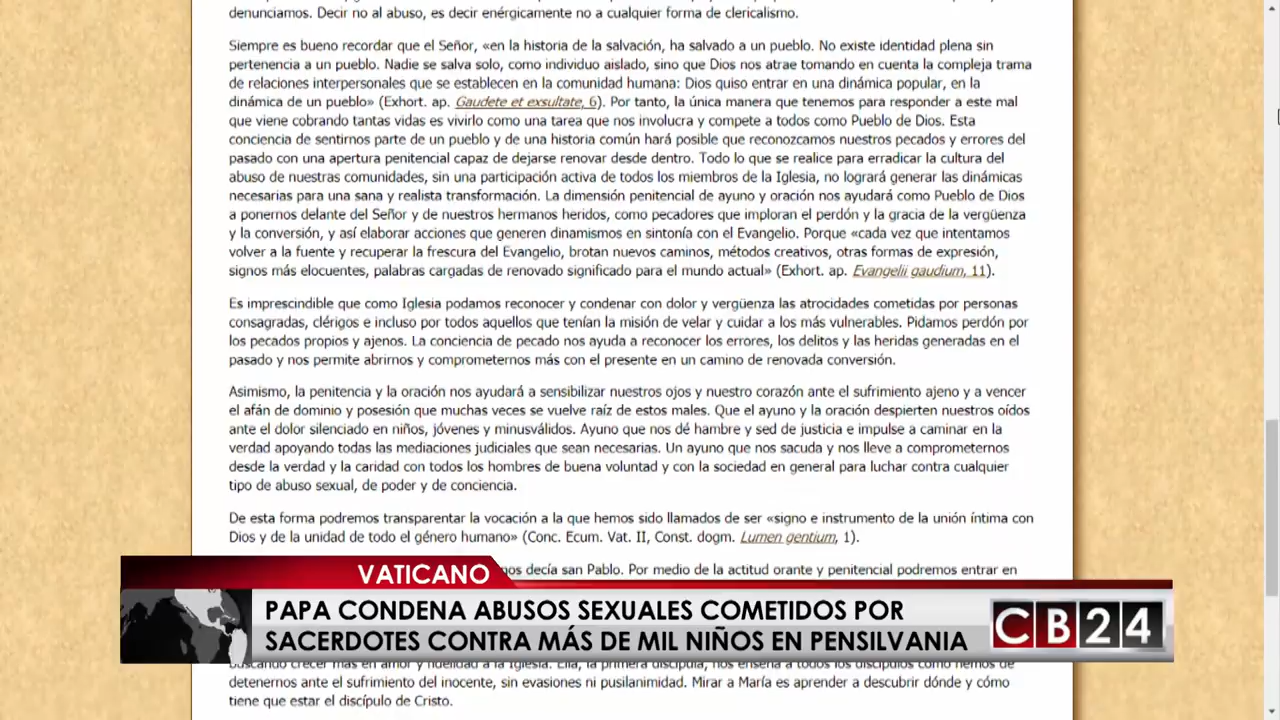 denunciamos. Decir no al abuso, es decir enérgicamente no a cualquier forma de clericalismo.
Siempre es bueno recordar que el Señor, «en la historia de la salvación, ha salvado a un pueblo. No existe identidad plena sin
pertenencia a un pueblo. Nadie se salva solo, como individuo aislado, sino que Dios nos atrae tomando en cuenta la compleja trama
de relaciones interpersonales que se establecen en la comunidad humana: Dios quiso entrar en una dinámica popular, en la
dinámica de un pueblo» (Exhort. ap. Gaudete et exsultate, 6). Por tanto, la única manera que tenemos para responder a este mal
que viene cobrando tantas vidas es vivirlo como una tarea que nos involucra y compete a todos como Pueblo de Dios. Esta
conciencia de sentirnos parte de un pueblo y de una historia común hará posible que reconozcamos nuestros pecados y errores del
pasado con una apertura penitencial capaz de dejarse renovar desde dentro. Todo lo que se realice para erradicar la cultura del
abuso de nuestras comunidades, sin una participación activa de todos los miembros de la Iglesia, no logrará generar las dinámicas
necesarias para una sana y realista transformación. La dimensión penitencial de ayuno y oración nos ayudará como Pueblo de Dios
a ponernos delante del Señor y de nuestros hermanos heridos, como pecadores que imploran el perdón y la gracia de la vergüenza
y la conversión, y así elaborar acciones que generen dinamismos en sintonía con el Evangelio. Porque «cada vez que intentamos
volver a la fuente y recuperar la frescura del Evangelio, brotan nuevos caminos, métodos creativos, otras formas de expresión,
signos más elocuentes, palabras cargadas de renovado significado para el mundo actual» (Exhort. ap. Evangelii gaudium, 11).
Es imprescindible que como Iglesia podamos reconocer y condenar con dolor y vergüenza las atrocidades cometidas por personas
consagradas, clérigos e incluso por todos aquellos que tenían la misión de velar y cuidar a los más vulnerables. Pidamos perdón por
los pecados propios y ajenos. La conciencia de pecado nos ayuda a reconocer los errores, los delitos y las heridas generadas en el
pasado y nos permite abrirnos y comprometernos más con el presente en un camino de renovada conversión.
Asimismo, la penitencia y la oración nos ayudará a sensibilizar nuestros ojos y nuestro corazón ante el sufrimiento ajeno y a vencer
el afán de dominio y posesión que muchas veces se vuelve raíz de estos males. Que el ayuno y la oración despierten nuestros oídos
ante el dolor silenciado en niños, jóvenes y minusválidos. Ayuno que nos dé hambre y sed de justicia e impulse a caminar en la
verdad apoyando todas las mediaciones judiciales que sean necesarias. Un ayuno que nos sacuda y nos lleve a comprometernos
desde la verdad y la caridad con todos los hombres de buena voluntad y con la sociedad en general para luchar contra cualquier
tipo de abuso sexual, de poder y de conciencia.
De esta forma podremos transparentar la vocación a la que hemos sido llamados de ser «signo e instrumento de la unión íntima con
Dios y de la unidad de todo el género humano» (Conc. Ecum. Vat. II, Const. dogm. Lumen gentium, 1).
decía san Pablo. Por medio de la actitud orante y penitencial podremos entrar en
VATICANO
PAPA CONDENA ABUSOS SEXUALES COMETIDOS POR
SACERDOTES CONTRA MÁS DE MIL NIÑOS EN PENSILVANIA
CB24
buscando crecer más en amor y fidelidad a la Iglesia. Ella, la primera discípula, nos enseña a todos los discípulos como hemos de
detenernos ante el sufrimiento del inocente, sin evasiones ni pusilanimidad. Mirar a María es aprender a descubrir dónde y cómo
tiene que estar el discípulo de Cristo.